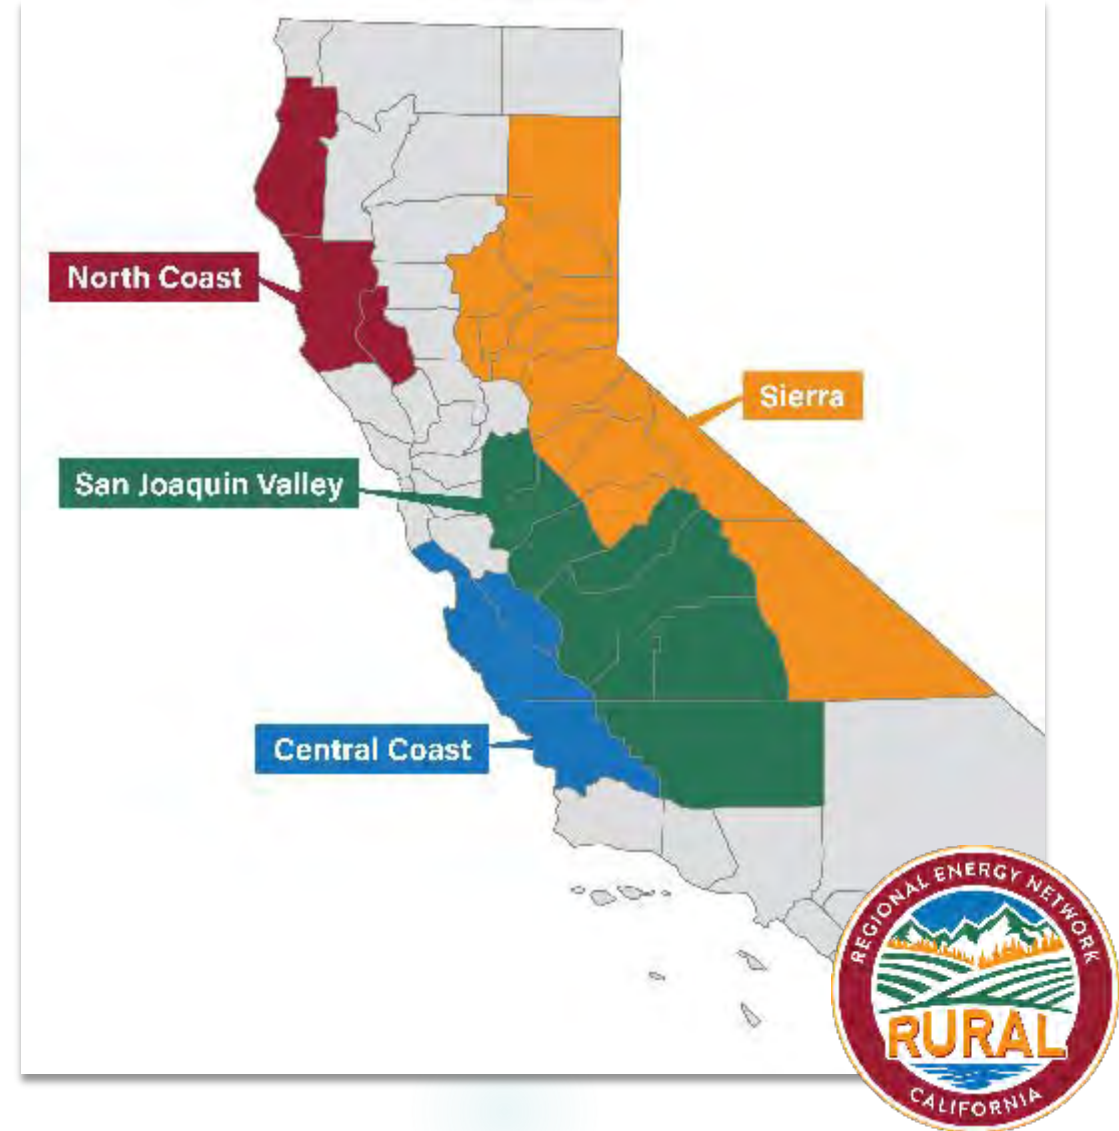 North Coast
Sierra
San Joaquin Valley
Central Coast
REGIONAL ENERGY NETWORK
RURAL
CALIFORNIA